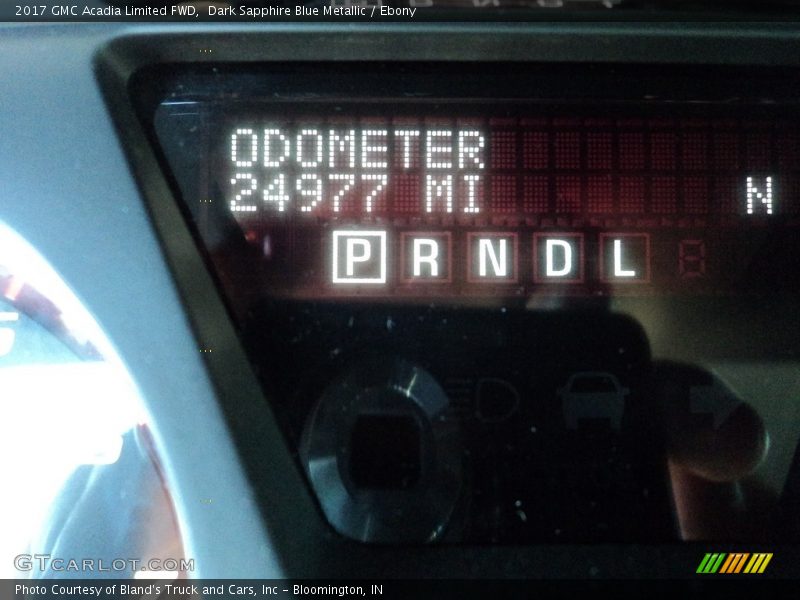 2017 GMC Acadia Limited FWD,  Dark Sapphire Blue Metallic / Ebony
ODOMETER
24977 MI N
P R N D L
GTCARLOT.COM
Photo Courtesy of Bland's Truck and Cars, Inc - Bloomington, IN